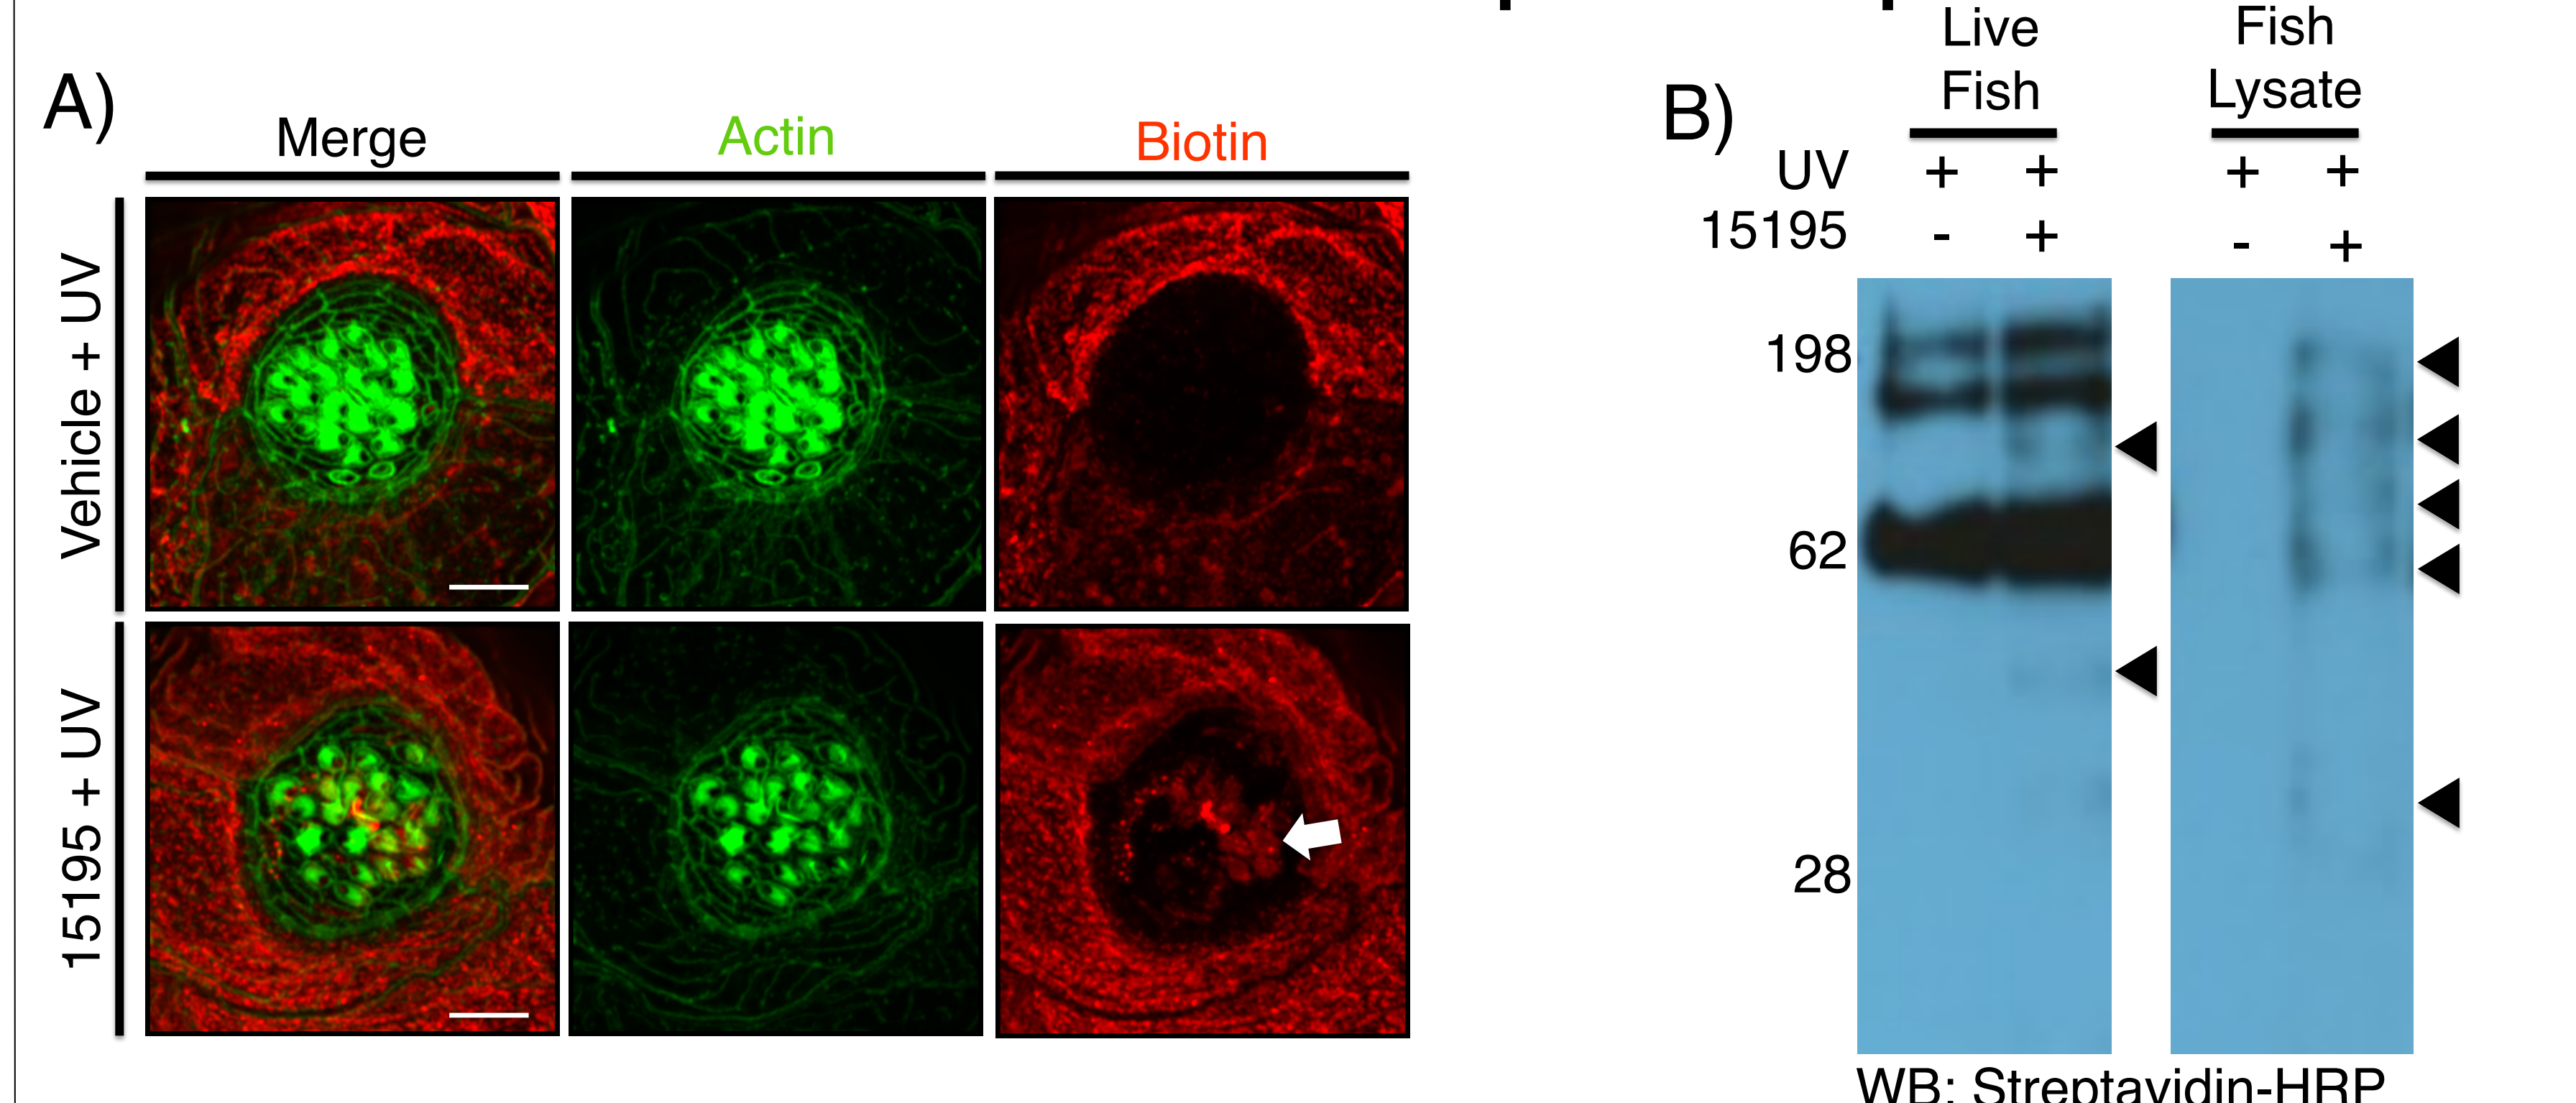 A)
Merge
Actin
Biotin
Vehicle + UV
15195 + UV
B)
Live
Fish
Fish
Lysate
UV + + + +
15195 - + - +
198
62
28
WB: Streptavidin-HRP